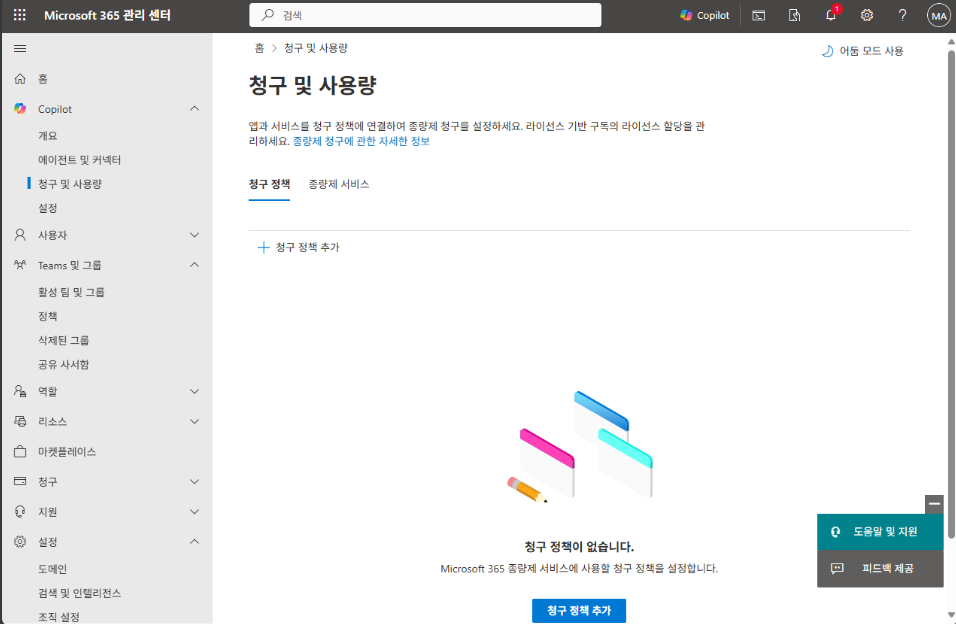 Microsoft 365 관리 센터
검색
Copilot
1
?
MA
홈
Copilot
개요
에이전트 및 커넥터
청구 및 사용량
설정
사용자
Teams 및 그룹
활성 팀 및 그룹
정책
삭제된 그룹
공유 사서함
역할
리소스
마켓플레이스
청구
지원
설정
도메인
검색 및 인텔리전스
조직 설정
홈 > 청구 및 사용량
어둠 모드 사용
청구 및 사용량
앱과 서비스를 청구 정책에 연결하여 종량제 청구를 설정하세요. 라이선스 기반 구독의 라이선스 할당을 관
리하세요. 종량제 청구에 관한 자세한 정보
청구 정책
종량제 서비스
청구 정책 추가
청구 정책이 없습니다.
Microsoft 365 종량제 서비스에 사용할 청구 정책을 설정합니다.
청구 정책 추가
도움말 및 지원
피드백 제공